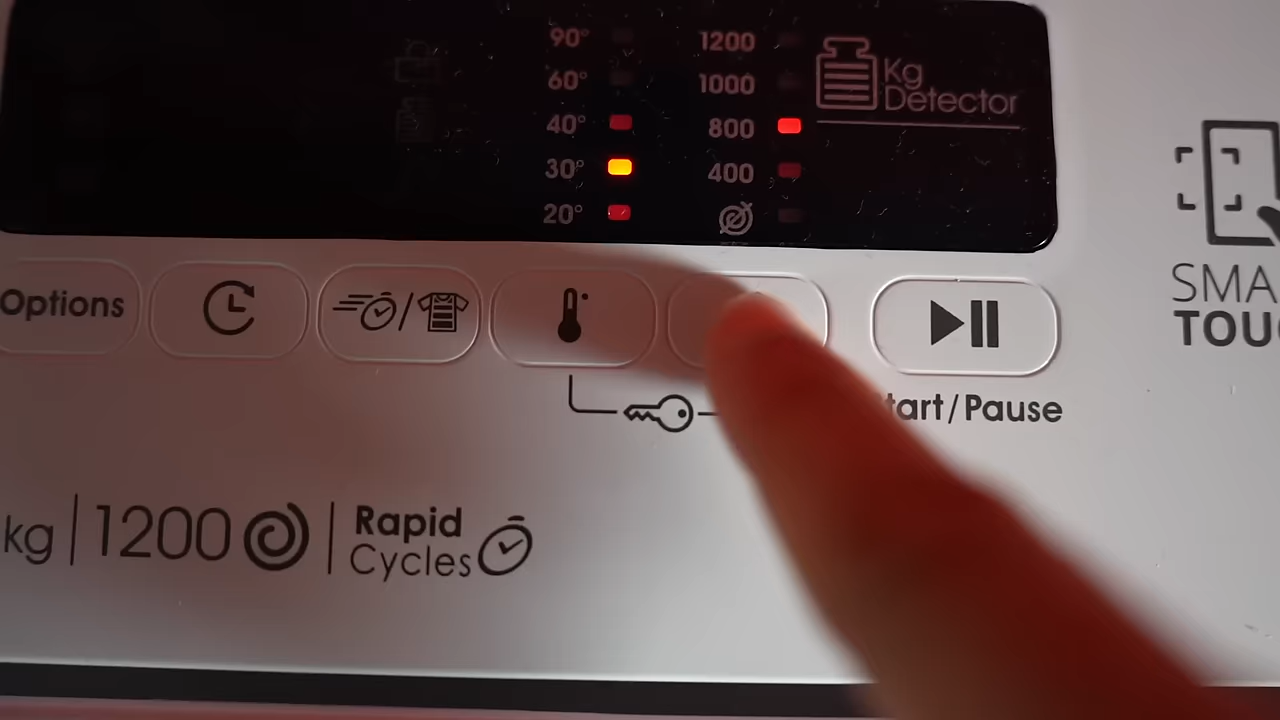 90° 1200
60° 1000
40° 800
30° 400
20°
Kg
Detector
Options
tart/Pause
SMA
TOU
kg | 1200 | Rapid
Cycles